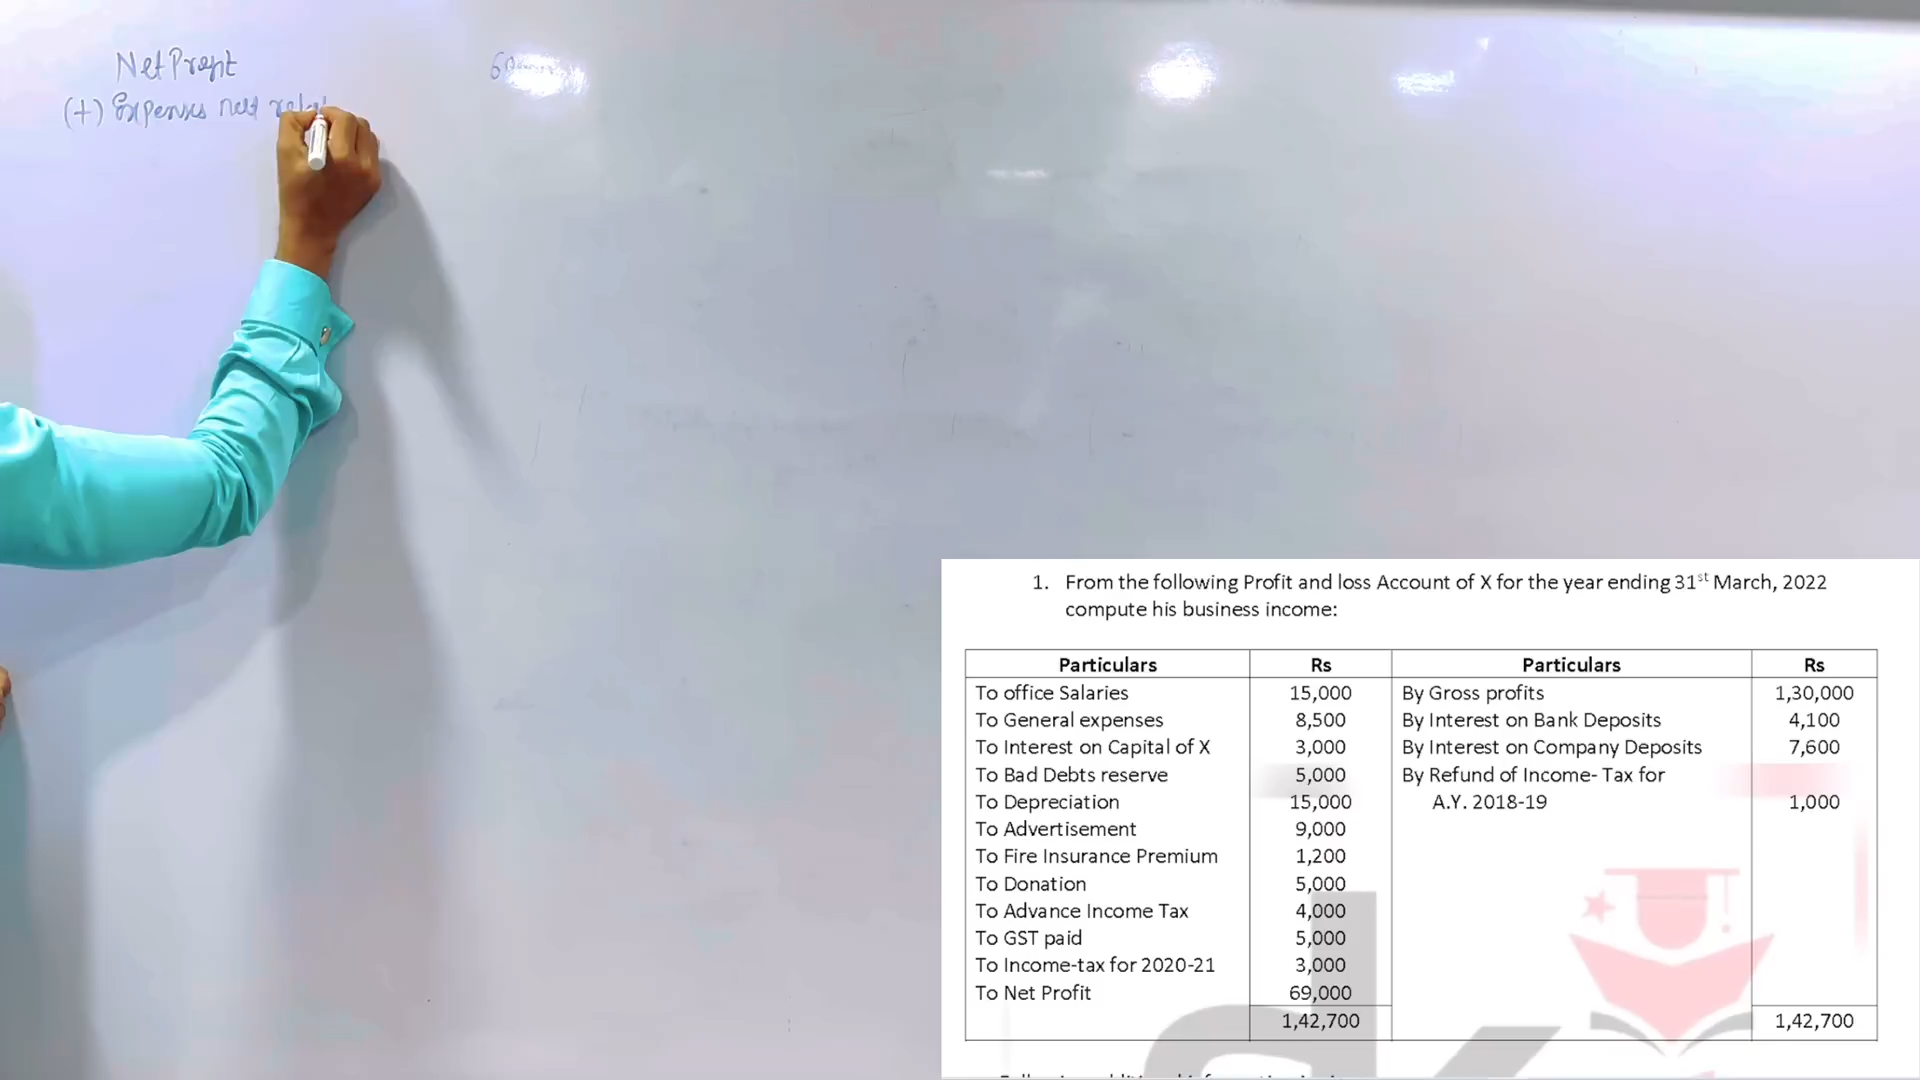 Net Profit
(+) Expenses not
1. From the following Profit and loss Account of X for the year ending 31st March, 2022
compute his business income:
Particulars Rs Particulars Rs
To office Salaries 15,000 By Gross profits 1,30,000
To General expenses 8,500 By Interest on Bank Deposits 4,100
To Interest on Capital of X 3,000 By Interest on Company Deposits 7,600
To Bad Debts reserve 5,000 By Refund of Income- Tax for
To Depreciation 15,000 A.Y. 2018-19 1,000
To Advertisement 9,000
To Fire Insurance Premium 1,200
To Donation 5,000
To Advance Income Tax 4,000
To GST paid 5,000
To Income-tax for 2020-21 3,000
To Net Profit 69,000
1,42,700 1,42,700